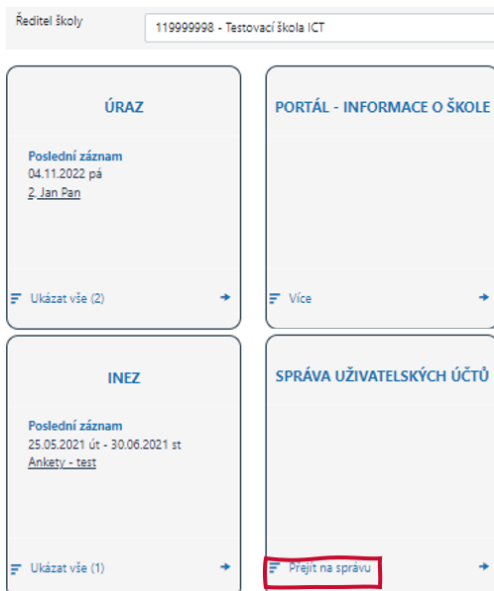 Ředitel školy
119999998 - Testovací škola ICT
ÚRAZ
Poslední záznam
04.11.2022 pá
2, Jan Pan
Ukázat vše (2)
PORTÁL - INFORMACE O ŠKOLE
Více
INEZ
Poslední záznam
25.05.2021 út - 30.06.2021 st
Ankety - test
Ukázat vše (1)
SPRÁVA UŽIVATELSKÝCH ÚČTŮ
Přejít na správu